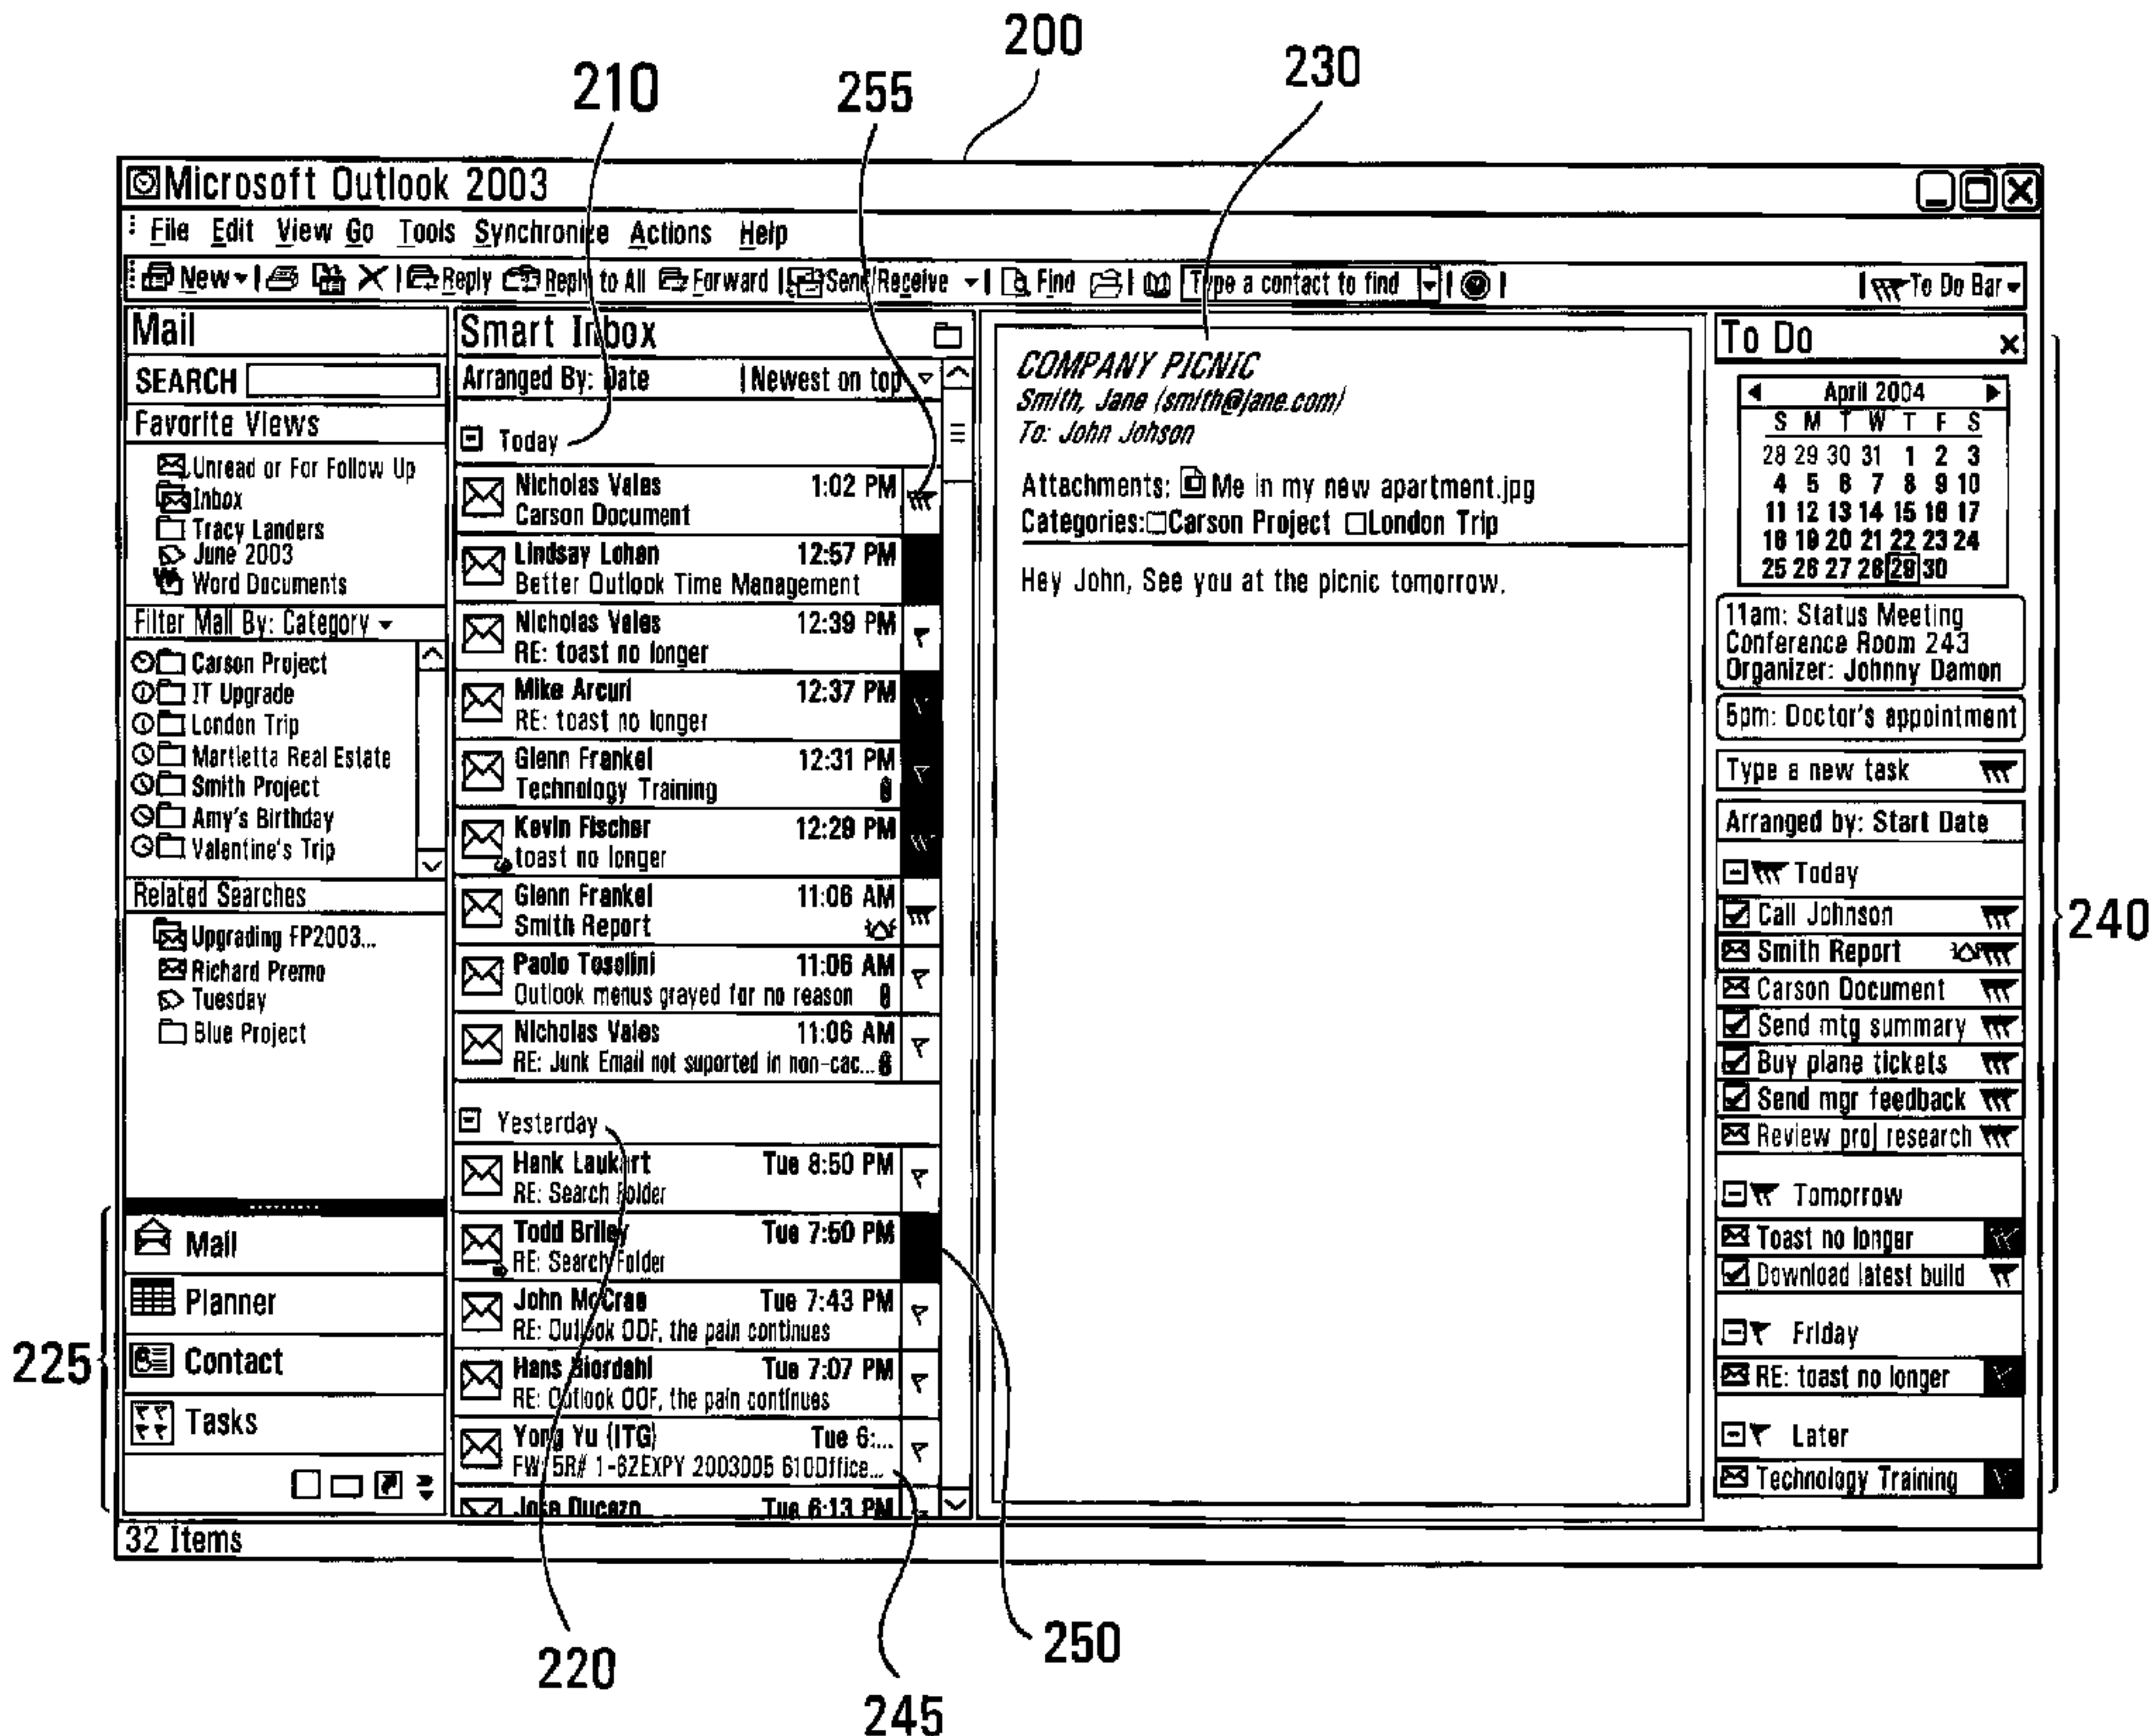 200
210
255
230
Microsoft Outlook 2003
File Edit View Go Tools Synchronize Actions Help
New Reply Reply to All Forward Send/Receive Find Type a contact to find To Do Bar
Mail
SEARCH
Favorite Views
Unread or For Follow Up
Inbox
Tracy Landers
June 2003
Word Documents
Filter Mail By: Category
Carson Project
IT Upgrade
London Trip
Martletta Real Estate
Smith Project
Amy's Birthday
Valentine's Trip
Related Searches
Upgrading FP2003...
Richard Premo
Tuesday
Blue Project
Mail
Planner
Contact
Tasks
225
32 Items
Smart Inbox
Arranged By: Date Newest on top
Today
Nicholas Vales 1:02 PM
Carson Document
Lindsay Lohan 12:57 PM
Better Outlook Time Management
Nicholas Vales 12:39 PM
RE: toast no longer
Mike Arcuri 12:37 PM
RE: toast no longer
Glenn Frankel 12:31 PM
Technology Training
Kevin Fischer 12:29 PM
toast no longer
Glenn Frankel 11:06 AM
Smith Report
Paolo Tosolini 11:06 AM
Outlook menus grayed for no reason
Nicholas Vales 11:06 AM
RE: Junk Email not suported in non-cac...
Yesterday
Hank Laukart Tue 8:50 PM
RE: Search Folder
Todd Briley Tue 7:50 PM
RE: Search Folder
John McCrae Tue 7:43 PM
RE: Outlook OOF, the pain continues
Hans Biordahl Tue 7:07 PM
RE: Outlook OOF, the pain continues
Yong Yu (ITG) Tue 6:...
FW: 5R# 1-6ZEXPY 2003005 610Office...
Jose Tue 6:13 PM
COMPANY PICNIC
Smith, Jane (smith@jane.com)
To: John Johson
Attachments: Me in my new apartment.jpg
Categories: Carson Project London Trip
Hey John, See you at the picnic tomorrow.
To Do
April 2004
S M T W T F S
28 29 30 31 1 2 3
4 5 6 7 8 9 10
11 12 13 14 15 16 17
18 19 20 21 22 23 24
25 26 27 28 29 30
11am: Status Meeting
Conference Room 243
Organizer: Johnny Damon
5pm: Doctor's appointment
Type a new task
Arranged by: Start Date
Today
Call Johnson
Smith Report
Carson Document
Send mtg summary
Buy plane tickets
Send mgr feedback
Review proj research
Tomorrow
Toast no longer
Download latest build
Friday
RE: toast no longer
Later
Technology Training
240
220
245
250